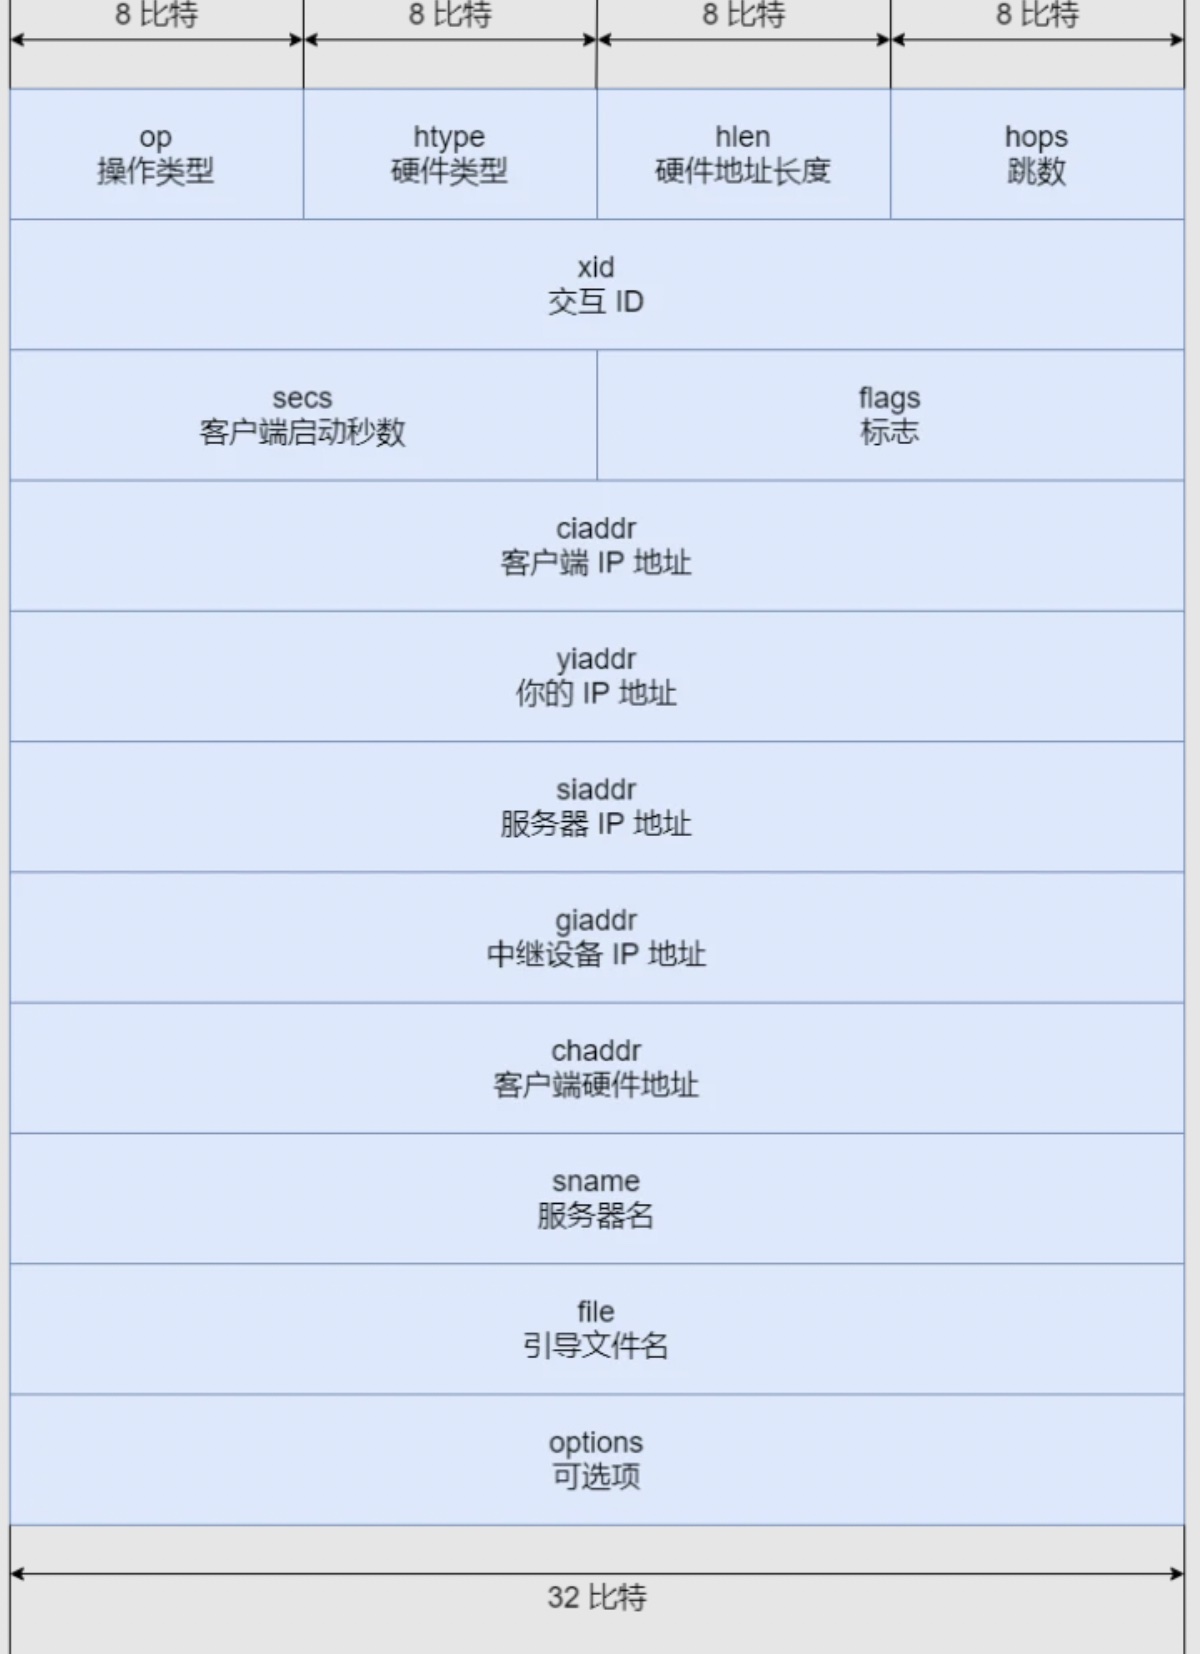 8 比特 8 比特 8 比特 8 比特
op htype hlen hops
操作类型 硬件类型 硬件地址长度 跳数
xid
交互 ID
secs flags
客户端启动秒数 标志
ciaddr
客户端 IP 地址
yiaddr
你的 IP 地址
siaddr
服务器 IP 地址
giaddr
中继设备 IP 地址
chaddr
客户端硬件地址
sname
服务器名
file
引导文件名
options
可选项
32 比特